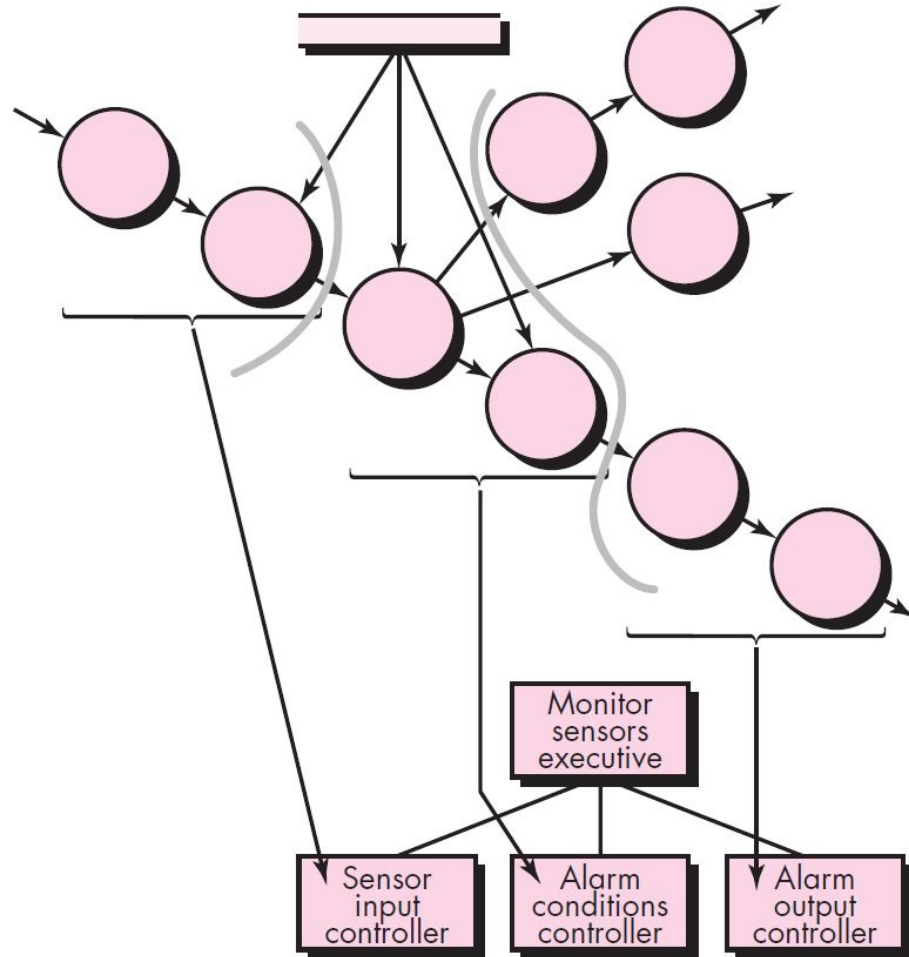 Monitor
sensors
executive
Sensor
input
controller
Alarm
conditions
controller
Alarm
output
controller